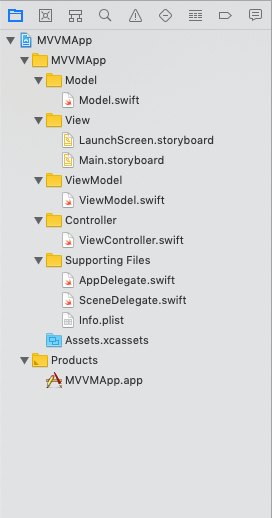 MVVMApp
MVVMApp
Model
Model.swift
View
LaunchScreen.storyboard
Main.storyboard
ViewModel
ViewModel.swift
Controller
ViewController.swift
Supporting Files
AppDelegate.swift
SceneDelegate.swift
Info.plist
Assets.xcassets
Products
MVVMApp.app